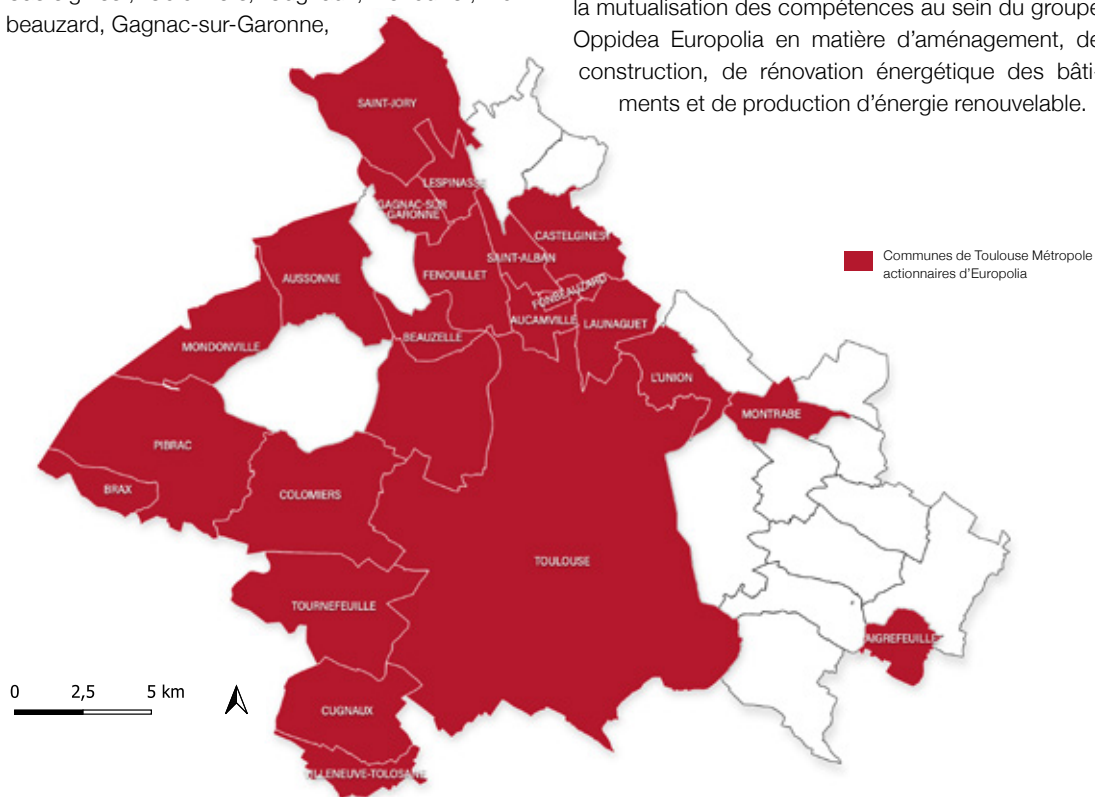 beauzard, Gagnac-sur-Garonne,
la mutualisation des compétences au sein du groupe
Oppidea Europolia en matière d'aménagement, de
construction, de rénovation énergétique des bâti-
ments et de production d'énergie renouvelable.
SAINT-JORY
LESPINASSE
GAGNAC-SUR
GARONNE
CASTELGINEST
SAINT-ALBAN
Communes de Toulouse Métropole
actionnaires d'Europolia
AUSSONNE
FENOUILLET
FONBEAUZARD
AUCAMVILLE
LAUNAGUET
BEAUZELLE
MONDONVILLE
L'UNION
MONTRABE
PIBRAC
BRAX
COLOMIERS
TOULOUSE
TOURNEFEUILLE
AIGREFEUILLE
0 2,5 5 km
CUGNAUX
VILLENEUVE-TOLOSANE